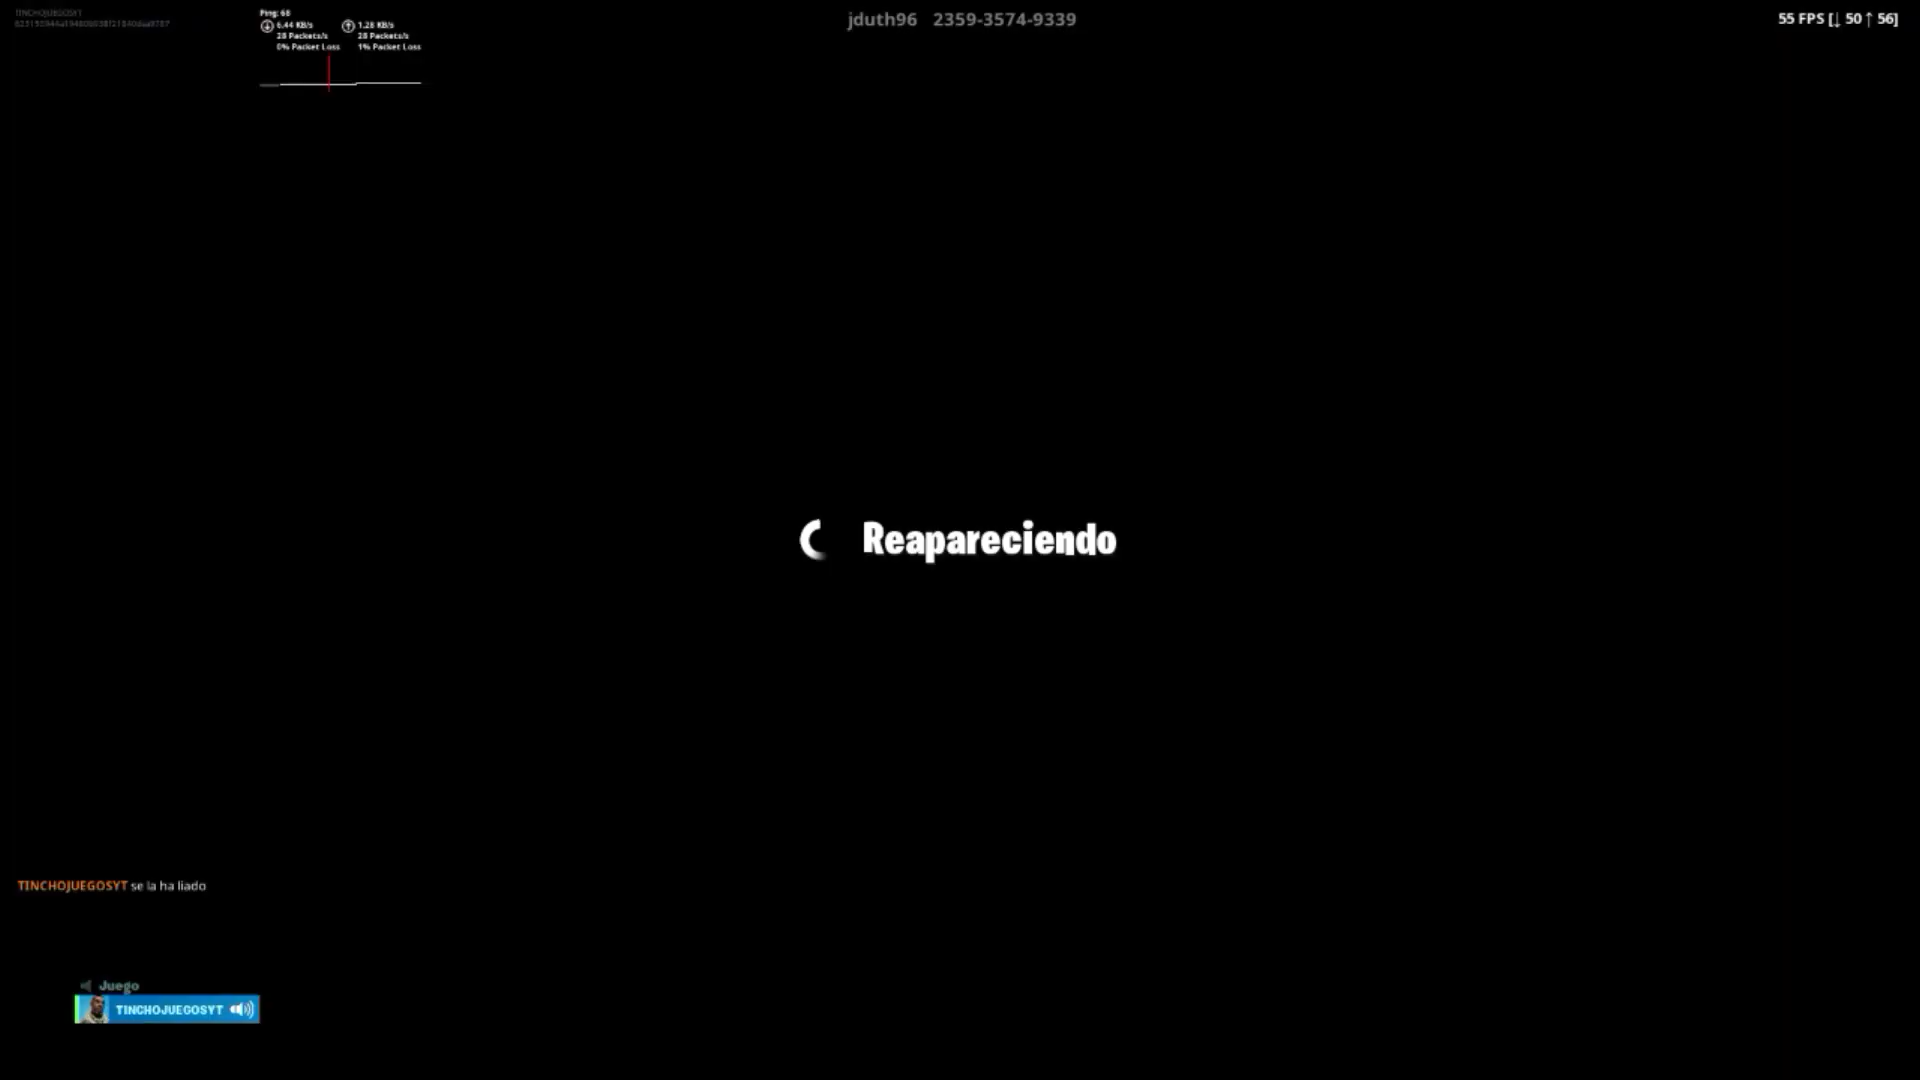 TINCHOJUEGOSYT
Ping: 68
6.44 KB/s 1.28 KB/s
28 Packets/s 28 Packets/s
0% Packet Loss 1% Packet Loss
jduth96 2359-3574-9339
55 FPS [↓ 50 ↑ 56]
Reapareciendo
TINCHOJUEGOSYT se la ha liado
Juego
TINCHOJUEGOSYT